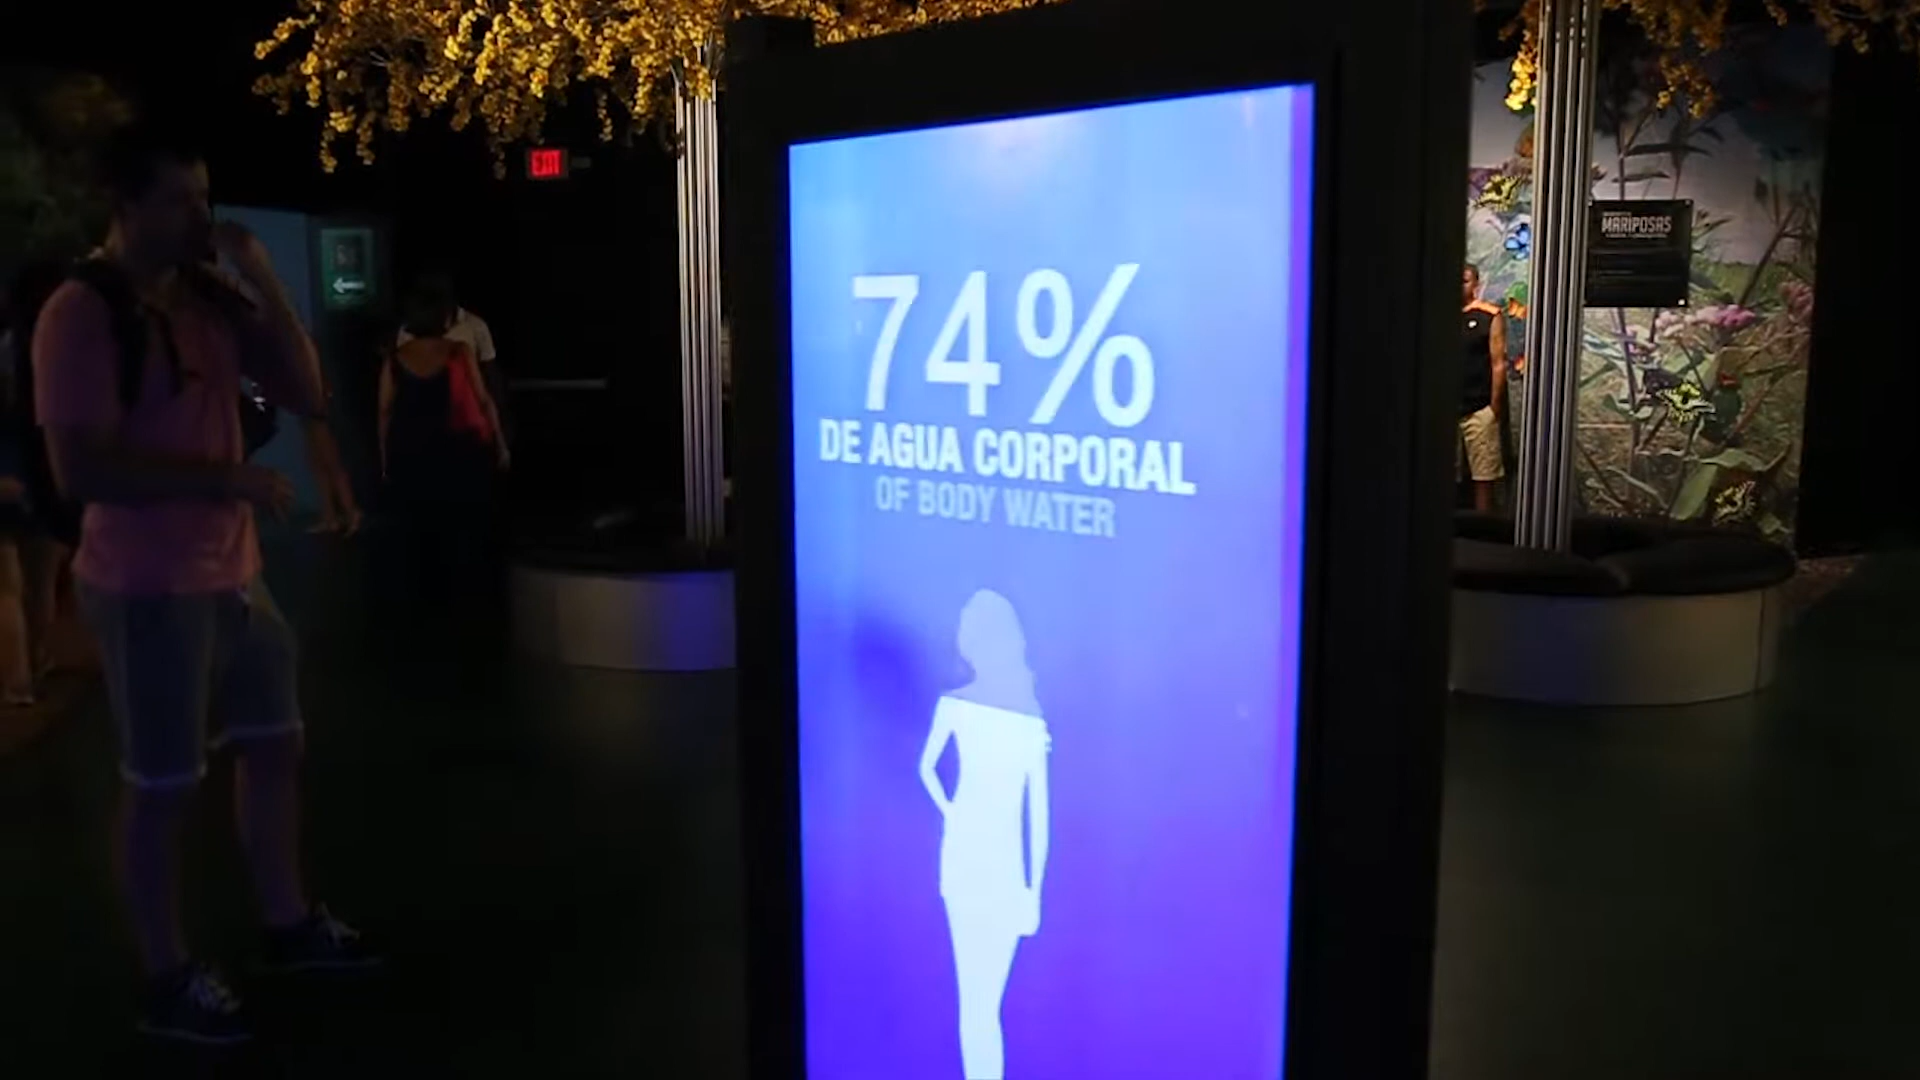 EXIT
74%
DE AGUA CORPORAL
OF BODY WATER
MARIPOSAS